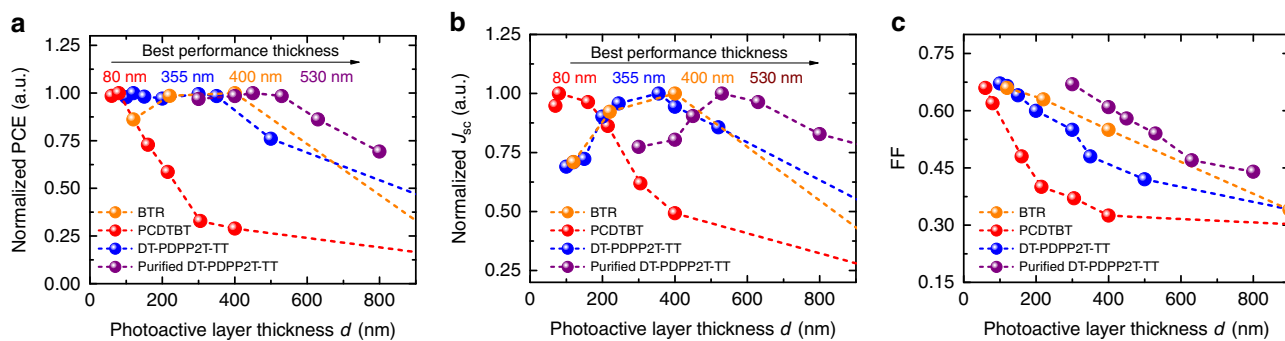 a
Normalized PCE (a.u.)
1.25
1.00
0.75
0.50
0.25
0.00
Best performance thickness
80 nm 355 nm 400 nm 530 nm
BTR
PCDTBT
DT-PDPP2T-TT
Purified DT-PDPP2T-TT
0 200 400 600 800
Photoactive layer thickness d (nm)
b
Normalized Jsc (a.u.)
1.25
1.00
0.75
0.50
0.25
Best performance thickness
80 nm 355 nm 400 nm 530 nm
BTR
PCDTBT
DT-PDPP2T-TT
Purified DT-PDPP2T-TT
0 200 400 600 800
Photoactive layer thickness d (nm)
c
FF
0.75
0.60
0.45
0.30
0.15
BTR
PCDTBT
DT-PDPP2T-TT
Purified DT-PDPP2T-TT
0 200 400 600 800
Photoactive layer thickness d (nm)